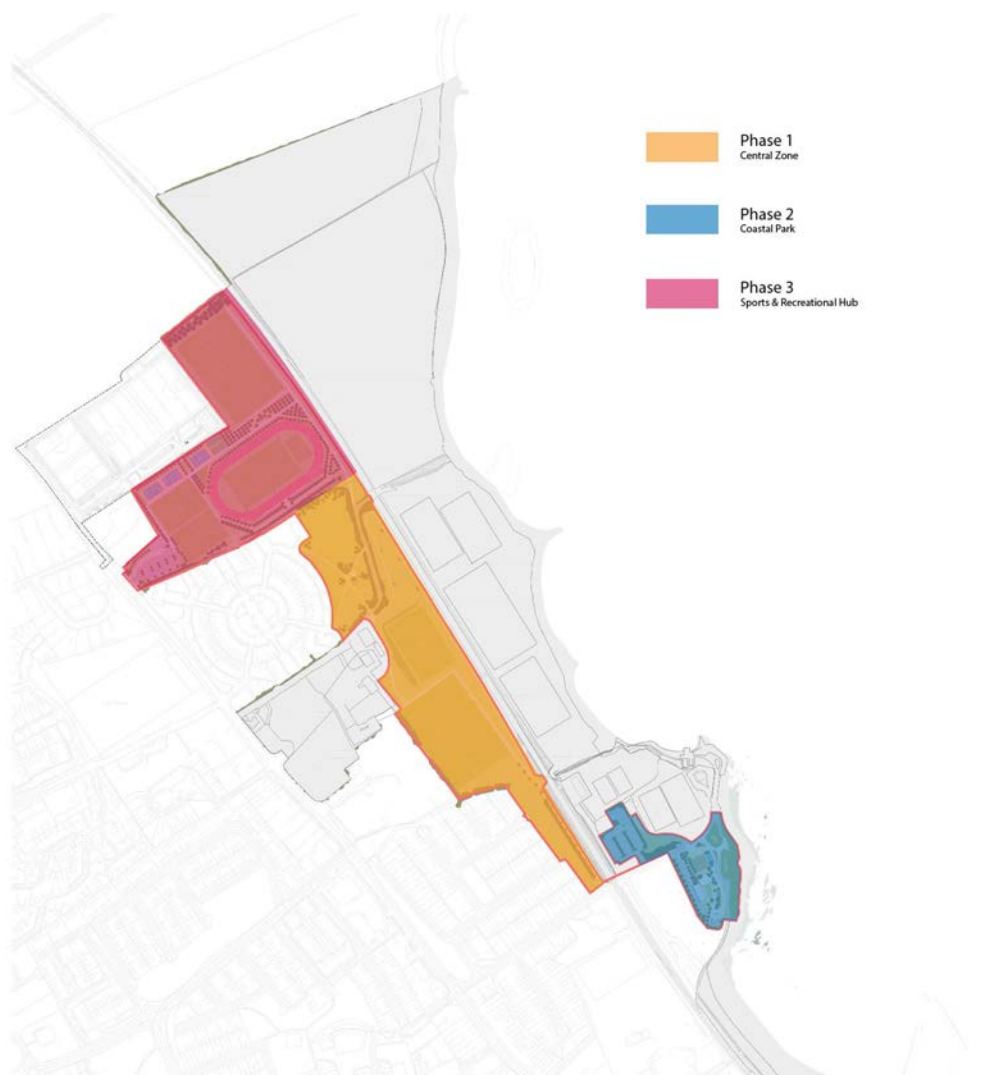 Phase 1
Central Zone
Phase 2
Coastal Park
Phase 3
Sports & Recreational Hub